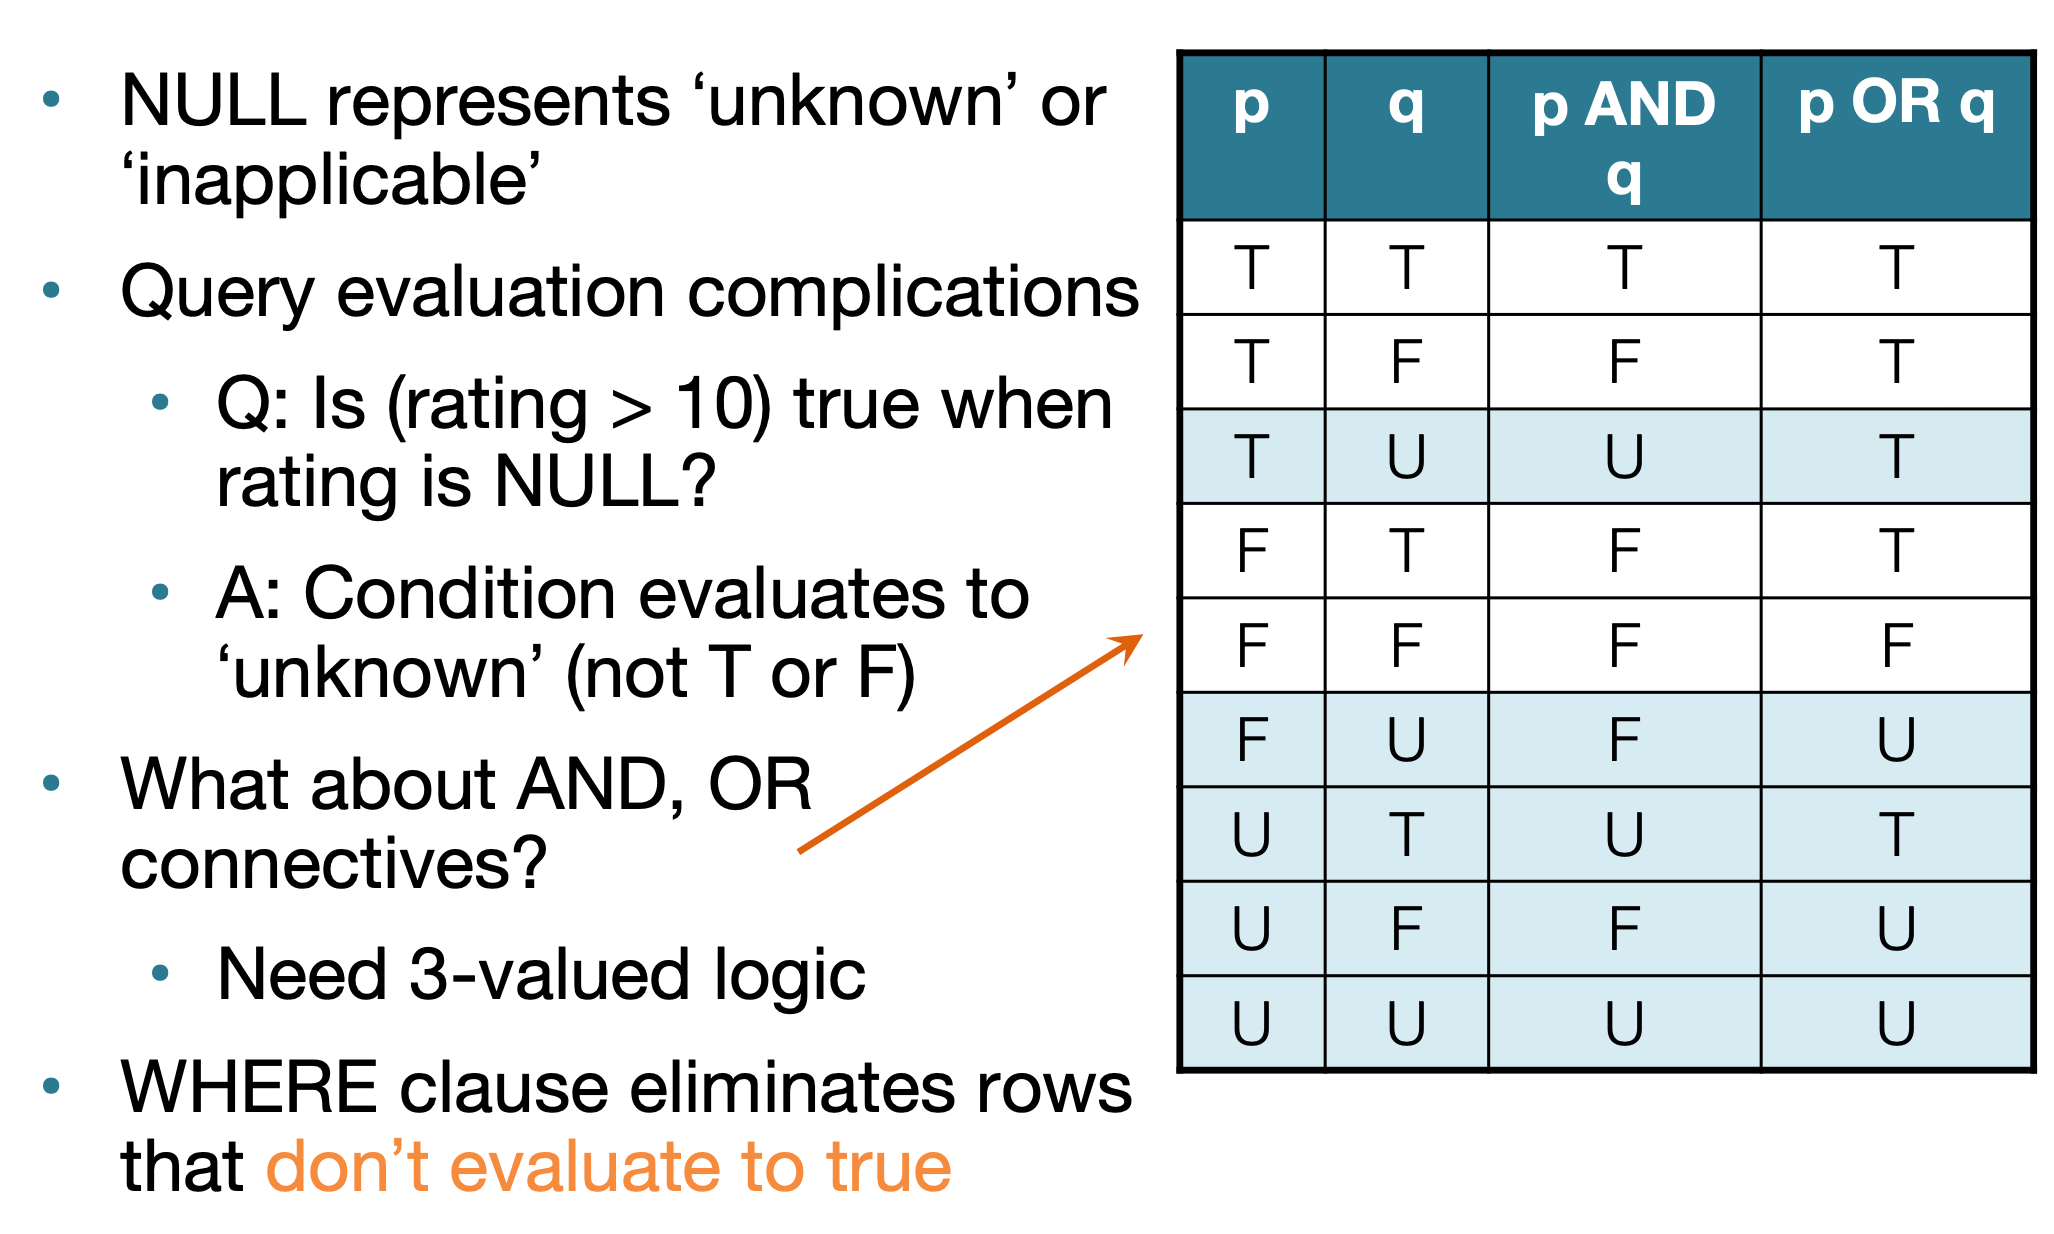 • NULL represents ‘unknown’ or
‘inapplicable’
• Query evaluation complications
• Q: Is (rating > 10) true when
rating is NULL?
• A: Condition evaluates to
‘unknown’ (not T or F)
• What about AND, OR
connectives?
• Need 3-valued logic
• WHERE clause eliminates rows
that don’t evaluate to true
p q p AND p OR q
q
T T T T
T F F T
T U U T
F T F T
F F F F
F U F U
U T U T
U F F U
U U U U